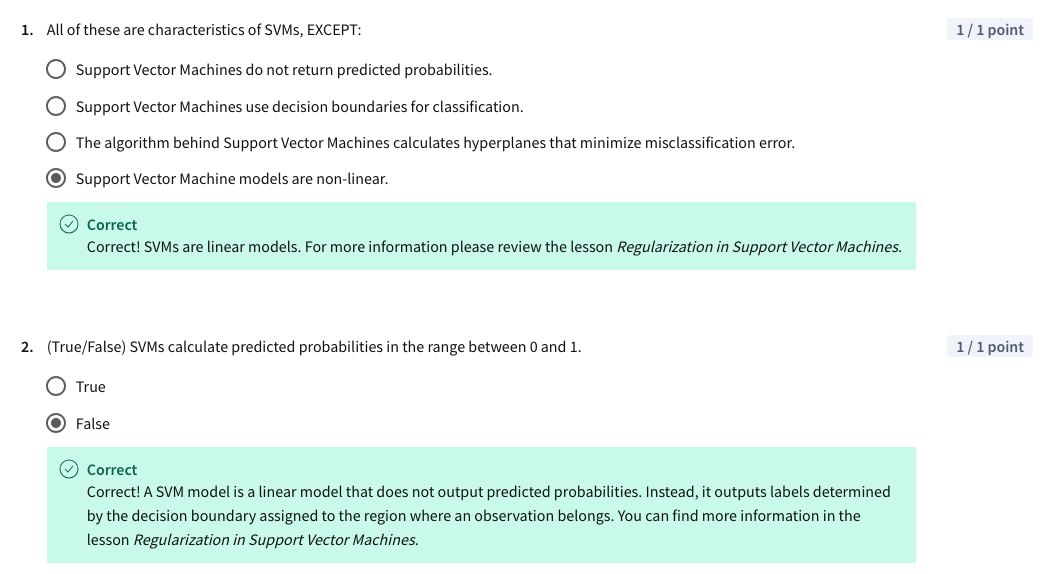 1. All of these are characteristics of SVMs, EXCEPT: 1 / 1 point
Support Vector Machines do not return predicted probabilities.
Support Vector Machines use decision boundaries for classification.
The algorithm behind Support Vector Machines calculates hyperplanes that minimize misclassification error.
Support Vector Machine models are non-linear.
Correct
Correct! SVMs are linear models. For more information please review the lesson Regularization in Support Vector Machines.
2. (True/False) SVMs calculate predicted probabilities in the range between 0 and 1. 1 / 1 point
True
False
Correct
Correct! A SVM model is a linear model that does not output predicted probabilities. Instead, it outputs labels determined
by the decision boundary assigned to the region where an observation belongs. You can find more information in the
lesson Regularization in Support Vector Machines.